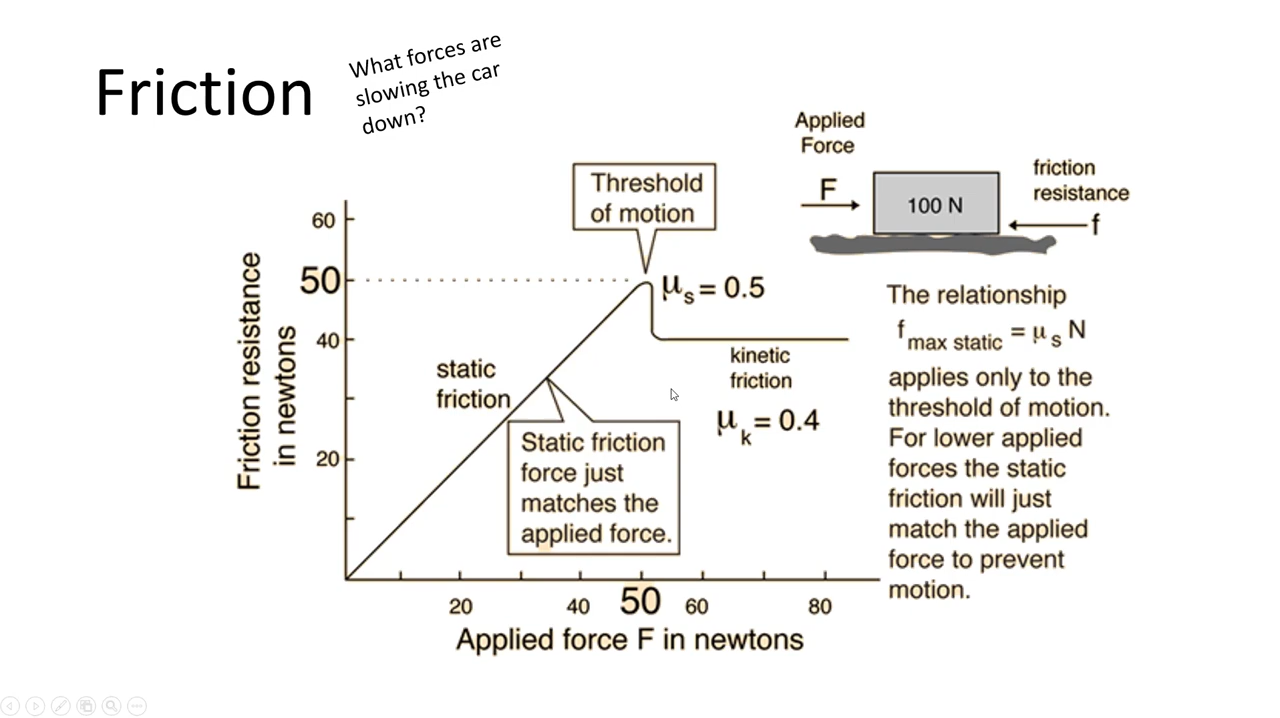 Friction
What forces are
slowing the car
down?
Applied
Force
F
100 N
friction
resistance
f
Threshold
of motion
60
50
40
20
Friction resistance
in newtons
μs = 0.5
static
friction
kinetic
friction
μk = 0.4
Static friction
force just
matches the
applied force.
20
40
50
60
80
Applied force F in newtons
The relationship
f max static = μs N
applies only to the
threshold of motion.
For lower applied
forces the static
friction will just
match the applied
force to prevent
motion.